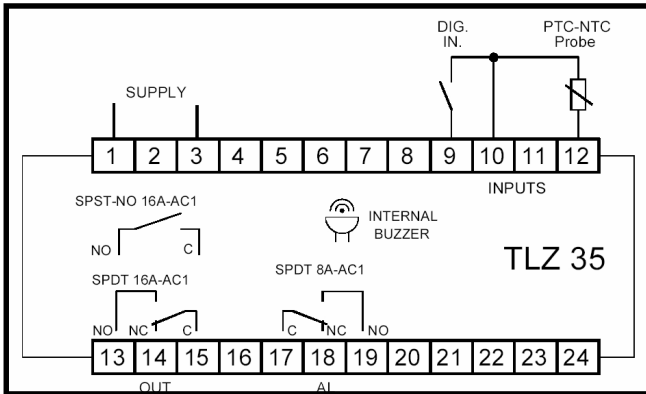 DIG.
IN.
PTC-NTC
Probe
SUPPLY
1 2 3 4 5 6 7 8 9 10 11 12
INPUTS
SPST-NO 16A-AC1
INTERNAL
BUZZER
NO C
TLZ 35
SPDT 16A-AC1
SPDT 8A-AC1
NO NC C C NC NO
13 14 15 16 17 18 19 20 21 22 23 24
OUT